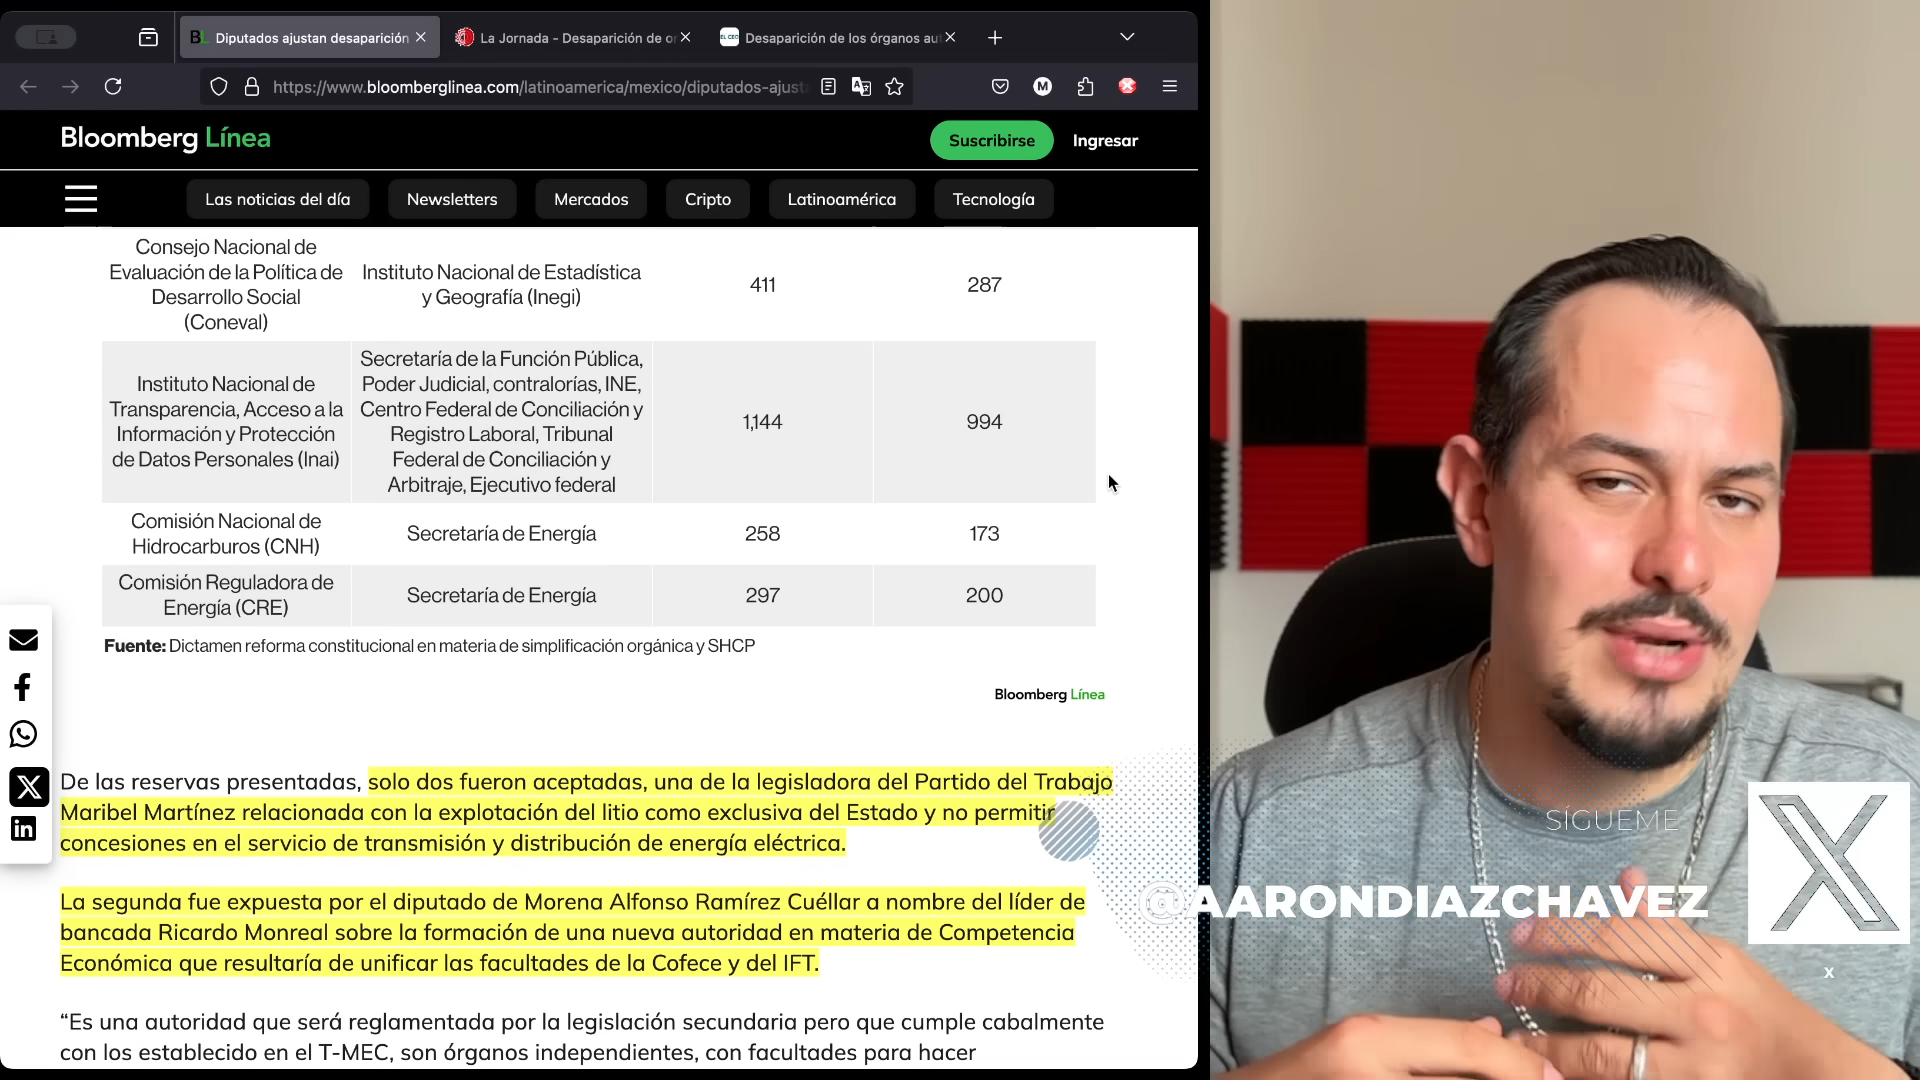 BL Diputados ajustan desaparición
La Jornada - Desaparición de or
EL CEO Desaparición de los órganos au
https://www.bloomberglinea.com/latinoamerica/mexico/diputados-ajust
M
Bloomberg Línea
Suscribirse
Ingresar
Las noticias del día
Newsletters
Mercados
Cripto
Latinoamérica
Tecnología
Consejo Nacional de
Evaluación de la Política de
Desarrollo Social
(Coneval)
Instituto Nacional de Estadística
y Geografía (Inegi)
411
287
Instituto Nacional de
Transparencia, Acceso a la
Información y Protección
de Datos Personales (Inai)
Secretaría de la Función Pública,
Poder Judicial, contralorías, INE,
Centro Federal de Conciliación y
Registro Laboral, Tribunal
Federal de Conciliación y
Arbitraje, Ejecutivo federal
1,144
994
Comisión Nacional de
Hidrocarburos (CNH)
Secretaría de Energía
258
173
Comisión Reguladora de
Energía (CRE)
Secretaría de Energía
297
200
Fuente: Dictamen reforma constitucional en materia de simplificación orgánica y SHCP
Bloomberg Línea
De las reservas presentadas, solo dos fueron aceptadas, una de la legisladora del Partido del Trabajo
Maribel Martínez relacionada con la explotación del litio como exclusiva del Estado y no permitir
concesiones en el servicio de transmisión y distribución de energía eléctrica.
La segunda fue expuesta por el diputado de Morena Alfonso Ramírez Cuéllar a nombre del líder de
bancada Ricardo Monreal sobre la formación de una nueva autoridad en materia de Competencia
Económica que resultaría de unificar las facultades de la Cofece y del IFT.
“Es una autoridad que será reglamentada por la legislación secundaria pero que cumple cabalmente
con los establecido en el T-MEC, son órganos independientes, con facultades para hacer
SÍGUEME
@AARONDIAZCHAVEZ
X